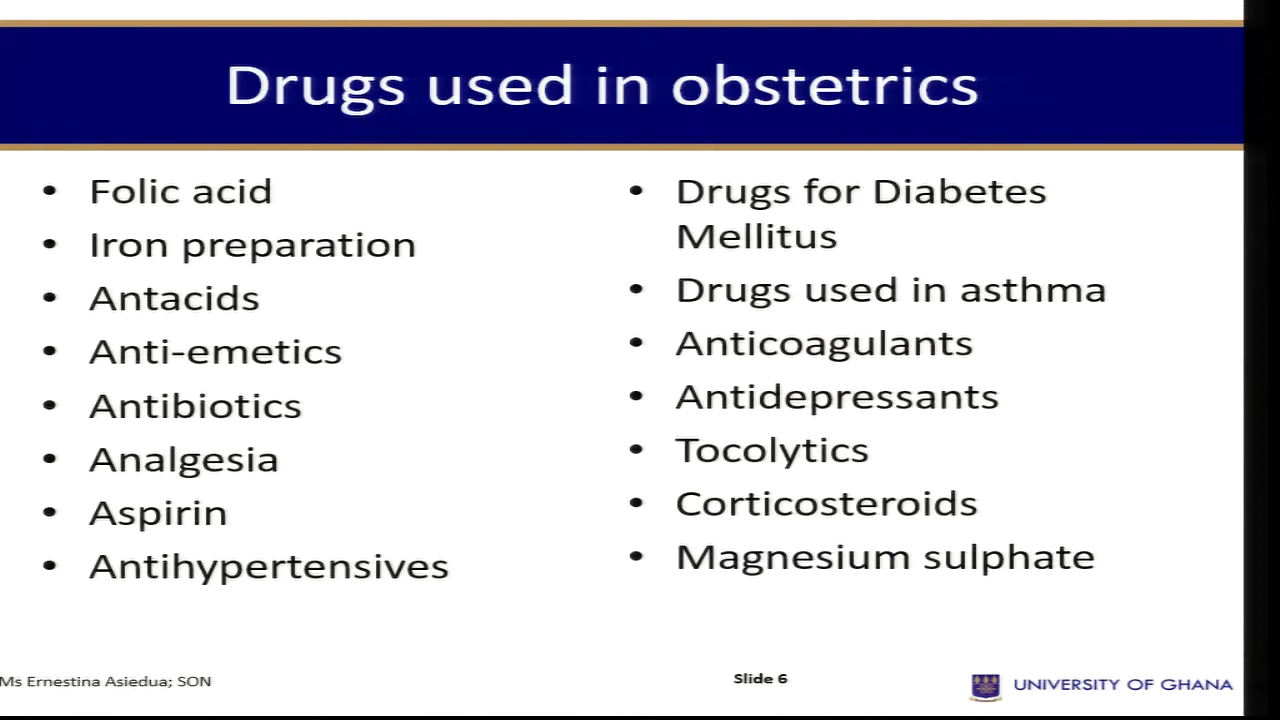 Drugs used in obstetrics
• Folic acid
• Iron preparation
• Antacids
• Anti-emetics
• Antibiotics
• Analgesia
• Aspirin
• Antihypertensives
• Drugs for Diabetes
Mellitus
• Drugs used in asthma
• Anticoagulants
• Antidepressants
• Tocolytics
• Corticosteroids
• Magnesium sulphate
Ms Ernestina Asiedua; SON
Slide 6
UNIVERSITY OF GHANA